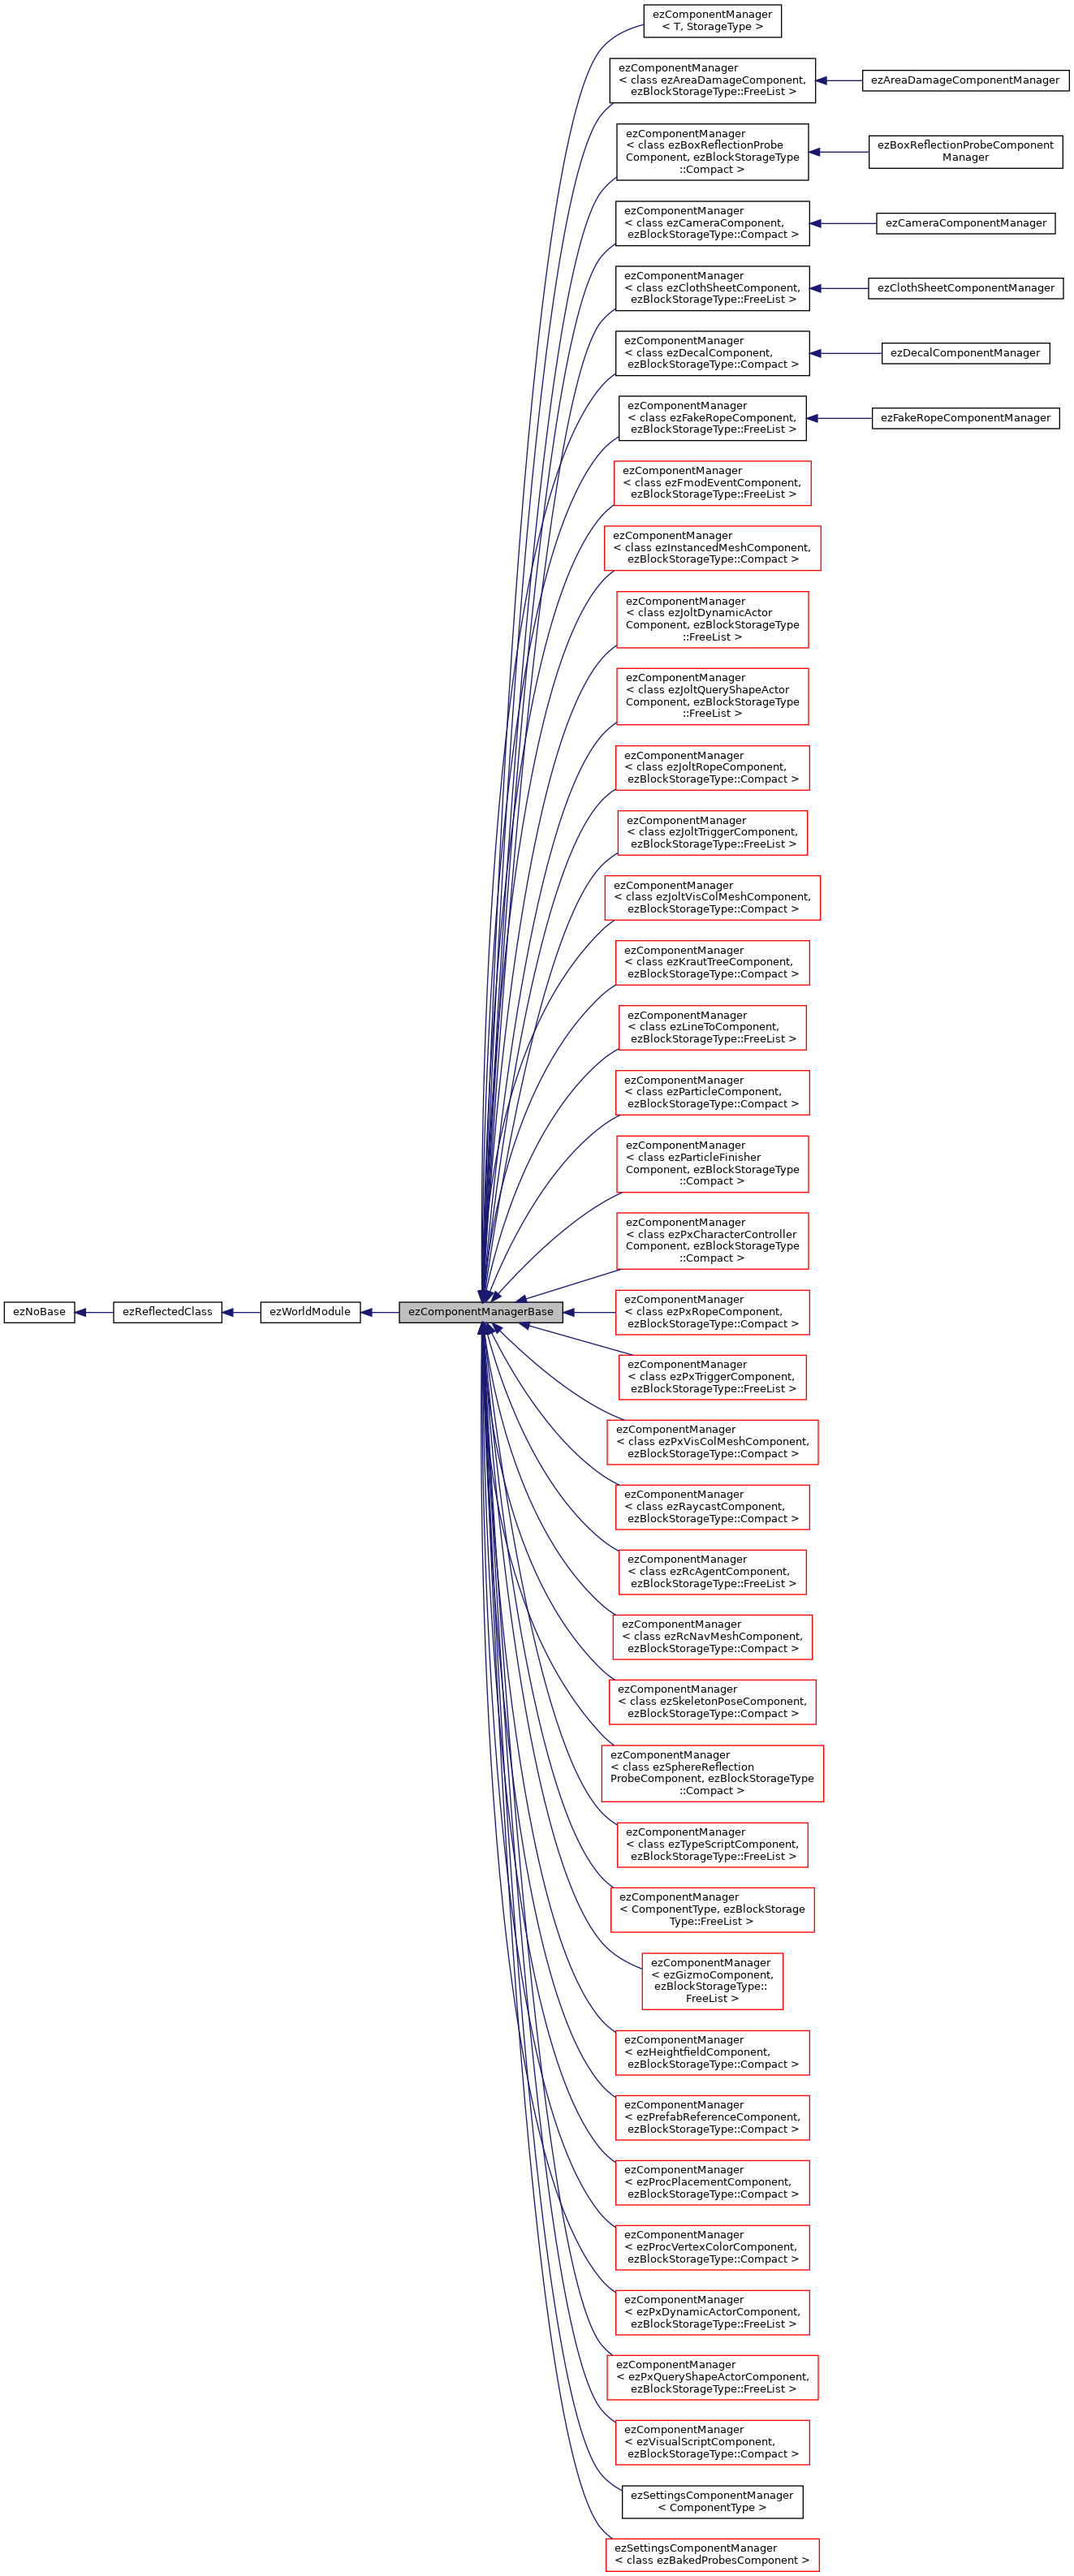 ezComponentManager
< T, StorageType >
ezComponentManager
< class ezAreaDamageComponent,
ezBlockStorageType::FreeList >
ezAreaDamageComponentManager
ezComponentManager
< class ezBoxReflectionProbe
Component, ezBlockStorageType
::Compact >
ezBoxReflectionProbeComponent
Manager
ezComponentManager
< class ezCameraComponent,
ezBlockStorageType::Compact >
ezCameraComponentManager
ezComponentManager
< class ezClothSheetComponent,
ezBlockStorageType::FreeList >
ezClothSheetComponentManager
ezComponentManager
< class ezDecalComponent,
ezBlockStorageType::Compact >
ezDecalComponentManager
ezComponentManager
< class ezFakeRopeComponent,
ezBlockStorageType::FreeList >
ezFakeRopeComponentManager
ezComponentManager
< class ezFmodEventComponent,
ezBlockStorageType::FreeList >
ezComponentManager
< class ezInstancedMeshComponent,
ezBlockStorageType::Compact >
ezComponentManager
< class ezJoltDynamicActor
Component, ezBlockStorageType
::FreeList >
ezComponentManager
< class ezJoltQueryShapeActor
Component, ezBlockStorageType
::FreeList >
ezComponentManager
< class ezJoltRopeComponent,
ezBlockStorageType::Compact >
ezComponentManager
< class ezJoltTriggerComponent,
ezBlockStorageType::FreeList >
ezComponentManager
< class ezJoltVisColMeshComponent,
ezBlockStorageType::Compact >
ezComponentManager
< class ezKrautTreeComponent,
ezBlockStorageType::Compact >
ezComponentManager
< class ezLineToComponent,
ezBlockStorageType::FreeList >
ezComponentManager
< class ezParticleComponent,
ezBlockStorageType::Compact >
ezComponentManager
< class ezParticleFinisher
Component, ezBlockStorageType
::Compact >
ezComponentManager
< class ezPxCharacterController
Component, ezBlockStorageType
::Compact >
ezNoBase
ezReflectedClass
ezWorldModule
ezComponentManagerBase
ezComponentManager
< class ezPxRopeComponent,
ezBlockStorageType::Compact >
ezComponentManager
< class ezPxTriggerComponent,
ezBlockStorageType::FreeList >
ezComponentManager
< class ezPxVisColMeshComponent,
ezBlockStorageType::Compact >
ezComponentManager
< class ezRaycastComponent,
ezBlockStorageType::Compact >
ezComponentManager
< class ezRcAgentComponent,
ezBlockStorageType::FreeList >
ezComponentManager
< class ezRcNavMeshComponent,
ezBlockStorageType::Compact >
ezComponentManager
< class ezSkeletonPoseComponent,
ezBlockStorageType::Compact >
ezComponentManager
< class ezSphereReflection
ProbeComponent, ezBlockStorageType
::Compact >
ezComponentManager
< class ezTypeScriptComponent,
ezBlockStorageType::FreeList >
ezComponentManager
< ComponentType, ezBlockStorage
Type::FreeList >
ezComponentManager
< ezGizmoComponent,
ezBlockStorageType::
FreeList >
ezComponentManager
< ezHeightfieldComponent,
ezBlockStorageType::Compact >
ezComponentManager
< ezPrefabReferenceComponent,
ezBlockStorageType::Compact >
ezComponentManager
< ezProcPlacementComponent,
ezBlockStorageType::Compact >
ezComponentManager
< ezProcVertexColorComponent,
ezBlockStorageType::Compact >
ezComponentManager
< ezPxDynamicActorComponent,
ezBlockStorageType::FreeList >
ezComponentManager
< ezPxQueryShapeActorComponent,
ezBlockStorageType::FreeList >
ezComponentManager
< ezVisualScriptComponent,
ezBlockStorageType::Compact >
ezSettingsComponentManager
< ComponentType >
ezSettingsComponentManager
< class ezBakedProbesComponent >